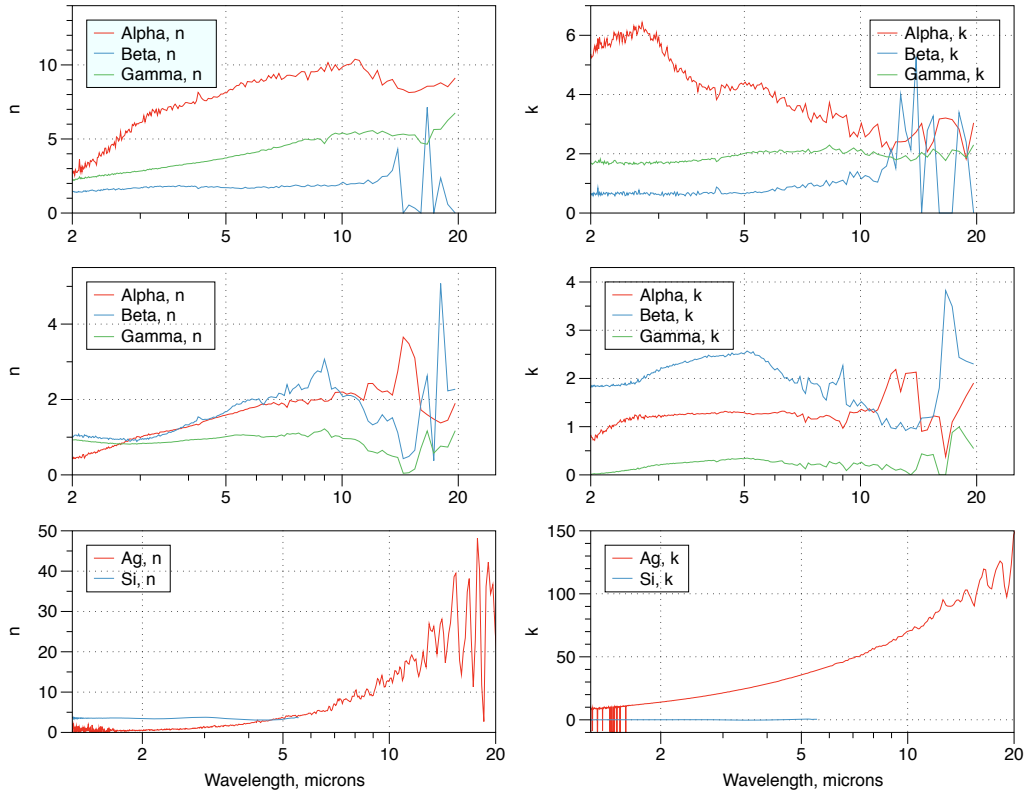 Alpha, n
Beta, n
Gamma, n
n
0
5
10
2
5
10
20
Alpha, k
Beta, k
Gamma, k
k
0
2
4
6
2
5
10
20
Alpha, n
Beta, n
Gamma, n
n
0
2
4
2
5
10
20
Alpha, k
Beta, k
Gamma, k
k
0
1
2
3
4
2
5
10
20
Ag, n
Si, n
n
0
10
20
30
40
50
2
5
10
20
Wavelength, microns
Ag, k
Si, k
k
0
50
100
150
2
5
10
20
Wavelength, microns